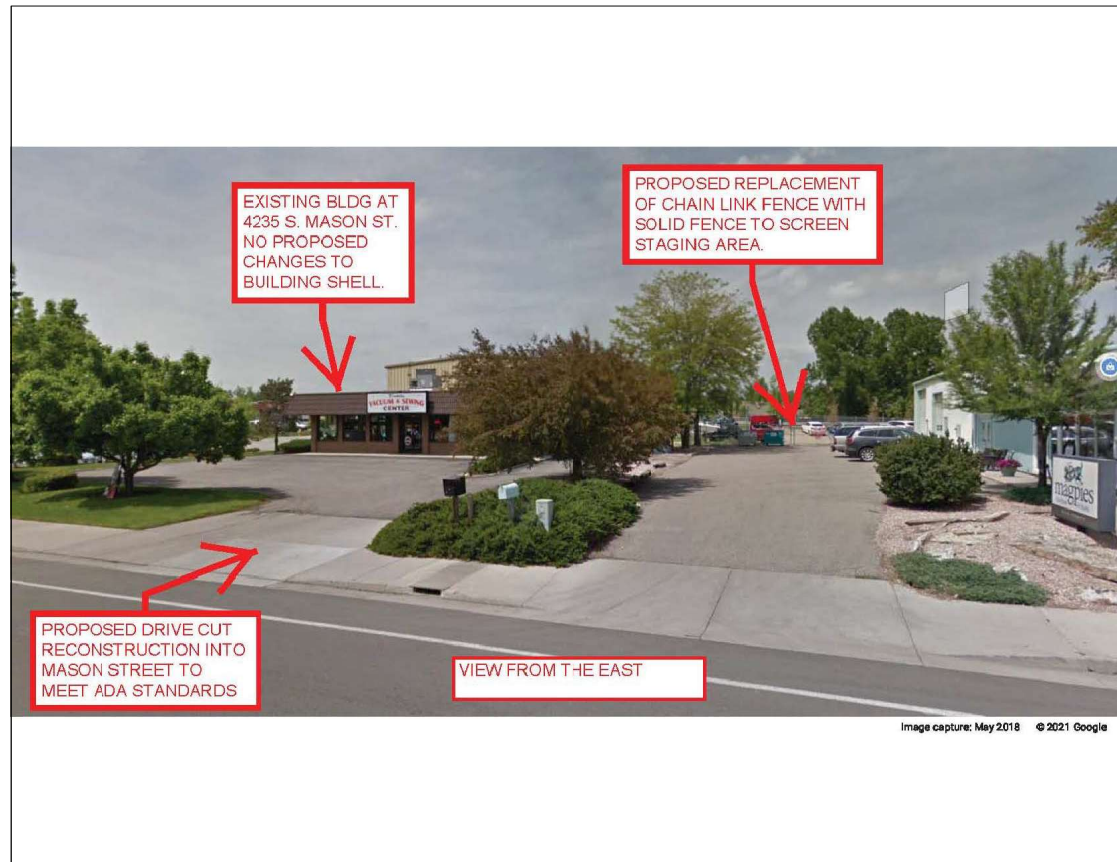 EXISTING BLDG AT
4235 S. MASON ST.
NO PROPOSED
CHANGES TO
BUILDING SHELL.
PROPOSED REPLACEMENT
OF CHAIN LINK FENCE WITH
SOLID FENCE TO SCREEN
STAGING AREA.
VACUUM & SEWING
CENTER
magpies
PROPOSED DRIVE CUT
RECONSTRUCTION INTO
MASON STREET TO
MEET ADA STANDARDS
VIEW FROM THE EAST
Image capture: May 2018 © 2021 Google